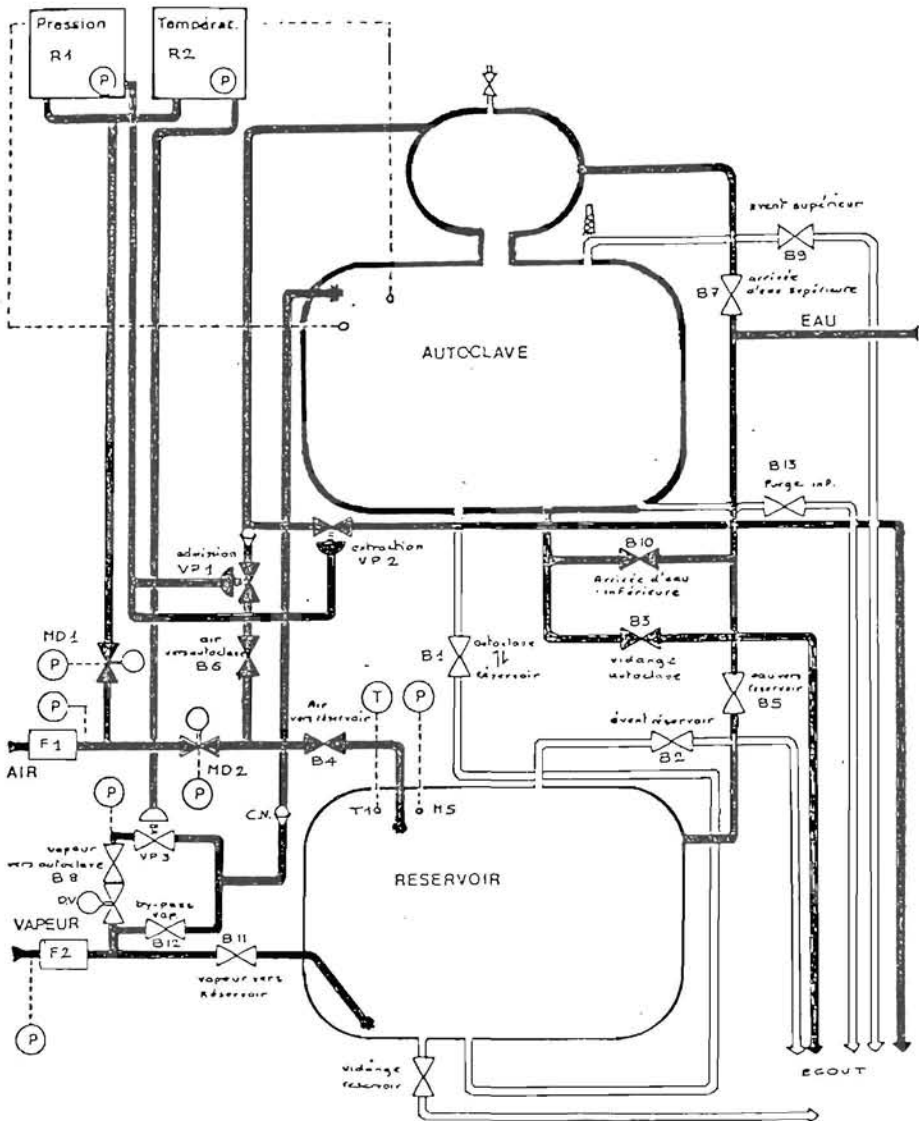 Pression
R1
P
Températ.
R2
P
évent supérieur
B9
B7
arrivée
d'eau supérieure
EAU
AUTOCLAVE
B13
Purge inf.
admission
VP1
extraction
VP2
B10
Arrivée d'eau
inférieure
MD1
P
air
vers autoclave
B6
B1
autoclave
réservoir
B3
vidange
autoclave
eau vers
réservoir
B5
P
Air
vers réservoir
T
P
évent réservoir
F1
AIR
MD2
P
B4
B2
P
C.N.
T1
M5
VP3
vapeur
vers autoclave
B8
RESERVOIR
D.V
by-pass
vap.
VAPEUR
B12
F2
B11
vapeur vers
Réservoir
P
vidange
reservoir
EGOUT